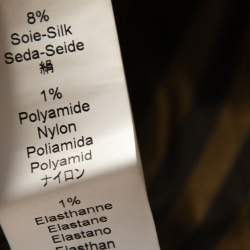 8%
Soie-Silk
Seda-Seide
絹
1%
Polyamide
Nylon
Poliamida
Polyamid
ナイロン
1%
Elasthanne
Elastane
Elastano
Elasthan